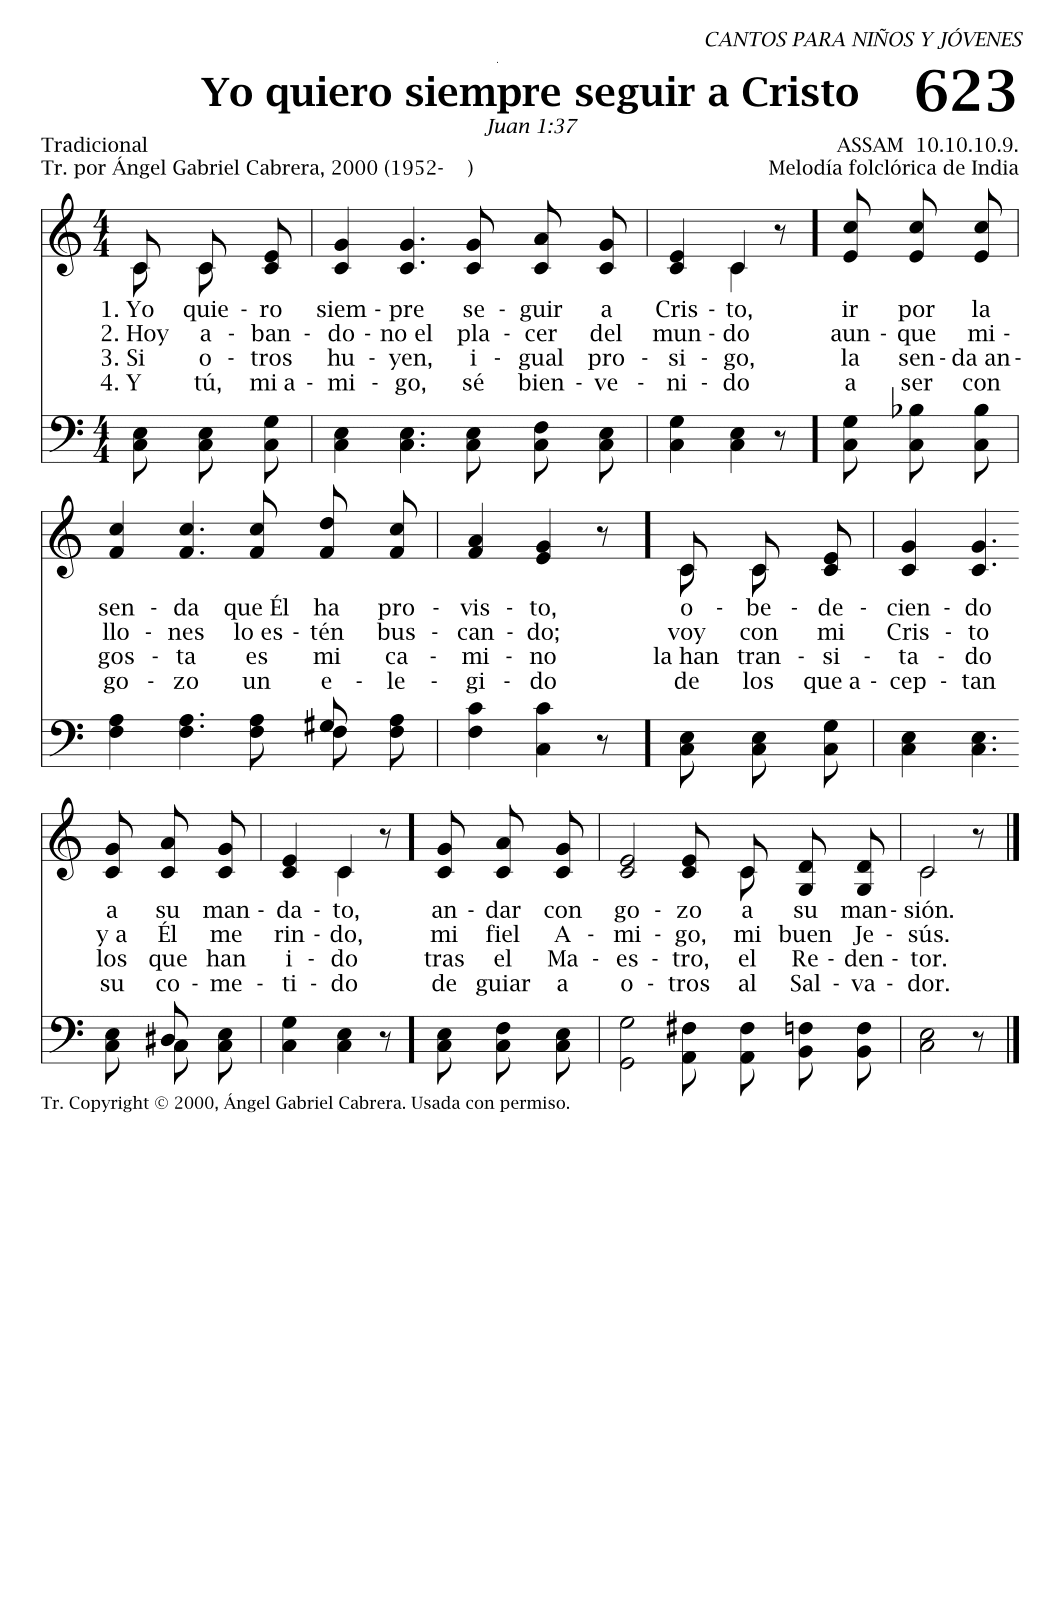 CANTOS PARA NIÑOS Y JÓVENES
Yo quiero siempre seguir a Cristo 623
Juan 1:37
Tradicional ASSAM 10.10.10.9.
Tr. por Ángel Gabriel Cabrera, 2000 (1952- ) Melodía folclórica de India
1. Yo quie - ro siem - pre se - guir a Cris - to, ir por la
2. Hoy a - ban - do - no el pla - cer del mun - do aun - que mi -
3. Si o - tros hu - yen, i - gual pro - si - go, la sen - da an -
4. Y tú, mi a - mi - go, sé bien - ve - ni - do a ser con
sen - da que Él ha pro - vis - to, o - be - de - cien - do
llo - nes lo es - tén bus - can - do; voy con mi Cris - to
gos - ta es mi ca - mi - no la han tran - si - ta - do
go - zo un e - le - gi - do de los que a - cep - tan
a su man - da - to, an - dar con go - zo a su man - sión.
y a Él me rin - do, mi fiel A - mi - go, mi buen Je - sús.
los que han i - do tras el Ma - es - tro, el Re - den - tor.
su co - me - ti - do de guiar a o - tros al Sal - va - dor.
Tr. Copyright © 2000, Ángel Gabriel Cabrera. Usada con permiso.